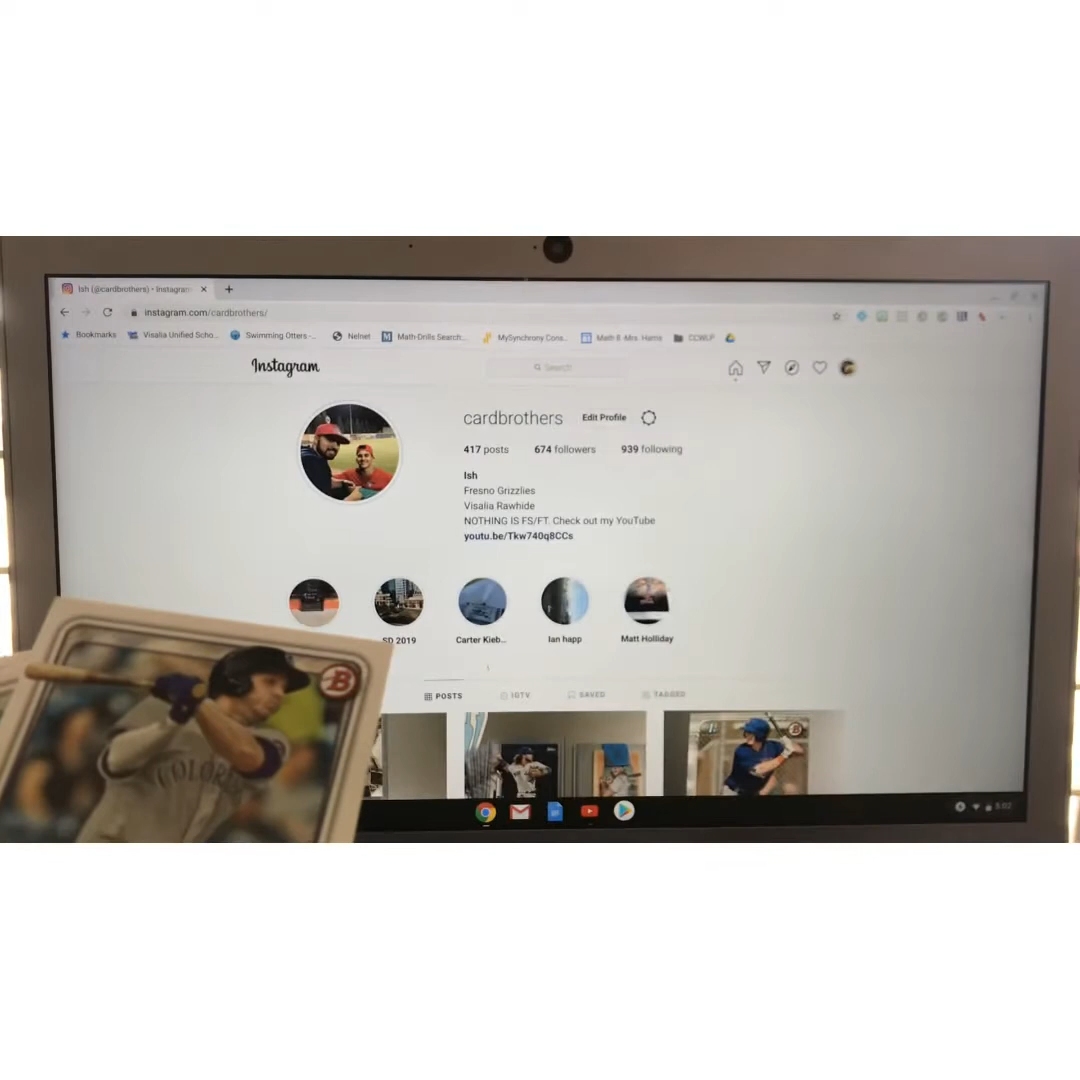 Ish (@cardbrothers) • Instagram
instagram.com/cardbrothers/
Bookmarks Visalia Unified Scho... Swimming Otters -... Nelnet Math-Drills Search... MySynchrony Cons... Math 8 -Mrs. Harris CCWLP
Instagram
Search
cardbrothers Edit Profile
417 posts 674 followers 939 following
Ish
Fresno Grizzlies
Visalia Rawhide
NOTHING IS FS/FT. Check out my YouTube
youtu.be/Tkw740q8CCs
SD 2019 Carter Kieb... Ian happ Matt Holliday
POSTS IGTV SAVED TAGGED
B
COLOR
B
5:02